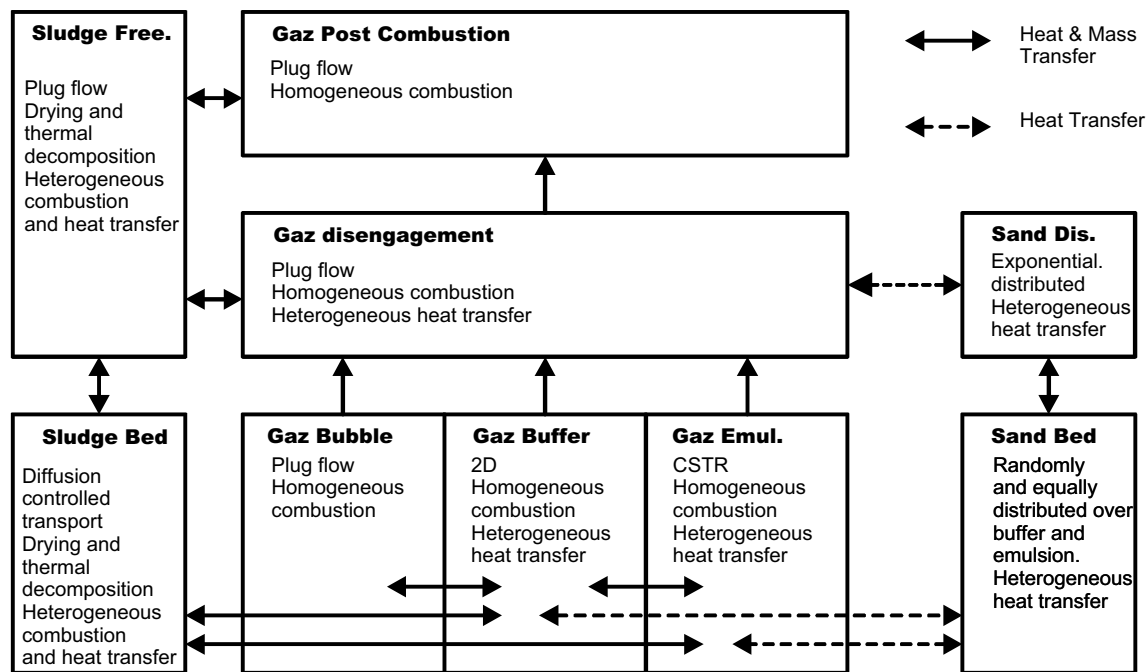 Sludge Free.
Plug flow
Drying and
thermal
decomposition
Heterogeneous
combustion
and heat transfer
Gaz Post Combustion
Plug flow
Homogeneous combustion
Heat & Mass
Transfer
Heat Transfer
Gaz disengagement
Plug flow
Homogeneous combustion
Heterogeneous heat transfer
Sand Dis.
Exponential.
distributed
Heterogeneous
heat transfer
Sludge Bed
Diffusion
controlled
transport
Drying and
thermal
decomposition
Heterogeneous
combustion
and heat transfer
Gaz Bubble
Plug flow
Homogeneous
combustion
Gaz Buffer
2D
Homogeneous
combustion
Heterogeneous
heat transfer
Gaz Emul.
CSTR
Homogeneous
combustion
Heterogeneous
heat transfer
Sand Bed
Randomly
and equally
distributed over
buffer and
emulsion.
Heterogeneous
heat transfer